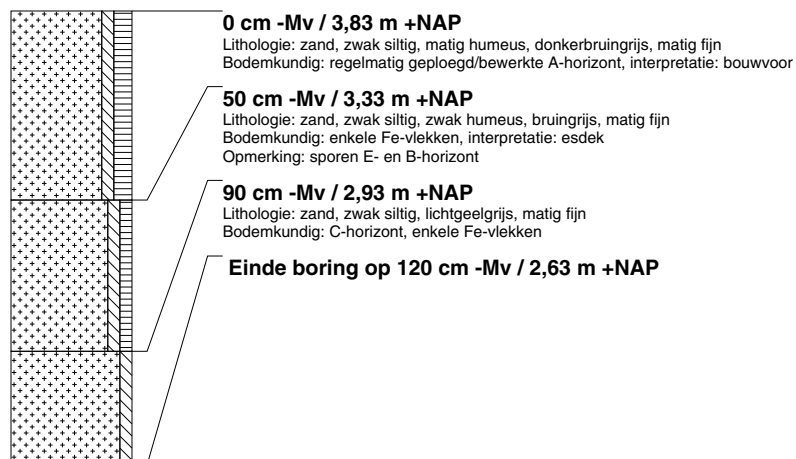 0 cm -Mv / 3,83 m +NAP
Lithologie: zand, zwak siltig, matig humeus, donkerbruingrijs, matig fijn
Bodemkundig: regelmatig geploegd/bewerkte A-horizont, interpretatie: bouwvoor
50 cm -Mv / 3,33 m +NAP
Lithologie: zand, zwak siltig, zwak humeus, bruingrijs, matig fijn
Bodemkundig: enkele Fe-vlekken, interpretatie: esdek
Opmerking: sporen E- en B-horizont
90 cm -Mv / 2,93 m +NAP
Lithologie: zand, zwak siltig, lichtgeelgrijs, matig fijn
Bodemkundig: C-horizont, enkele Fe-vlekken
Einde boring op 120 cm -Mv / 2,63 m +NAP